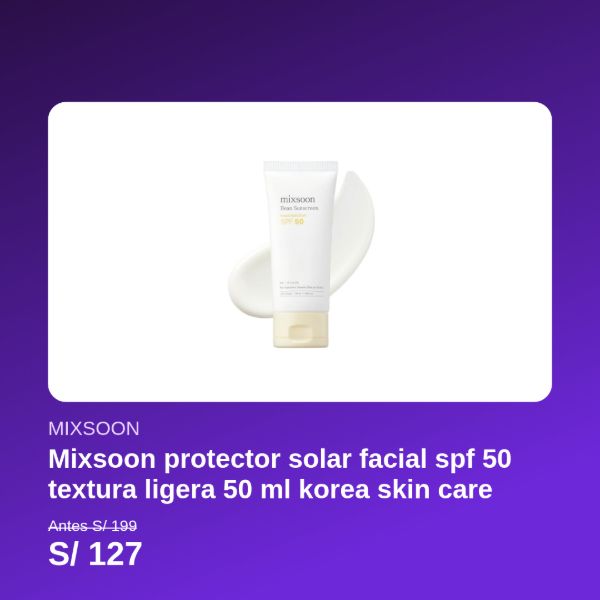 mixsoon
Bean Sunscreen
SPF 50
MIXSOON
Mixsoon protector solar facial spf 50
textura ligera 50 ml korea skin care
Antes S/ 199
S/ 127